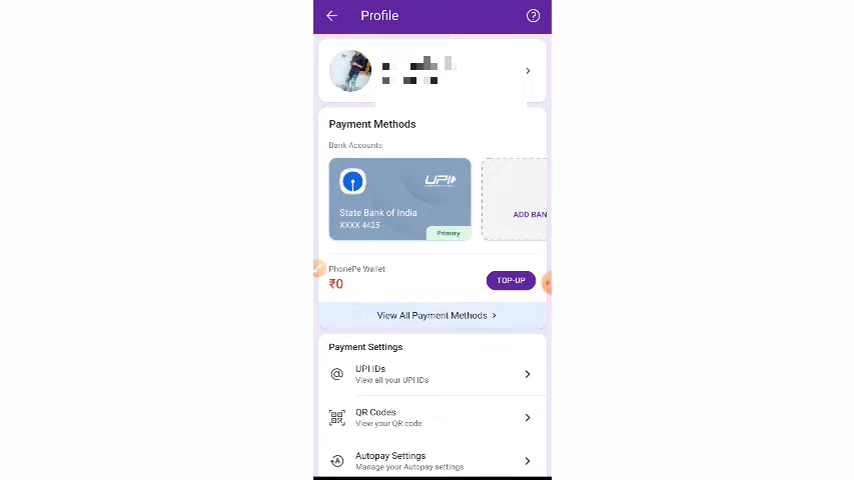 Profile
Payment Methods
Bank Accounts
UPI
State Bank of India
XXXX 4425
Primary
ADD BAN
PhonePe Wallet
₹0
TOP-UP
View All Payment Methods
Payment Settings
UPI IDs
View all your UPI IDs
QR Codes
View your QR code
Autopay Settings
Manage your Autopay settings